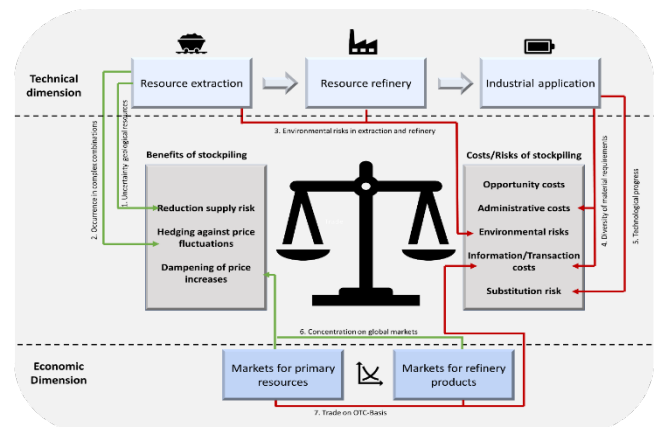 Technical
dimension
Resource extraction
Resource refinery
Industrial application
3. Environmental risks in extraction and refinery
2. Occurrence in complex combinations
1. Uncertainty geological resources
Benefits of stockpiling
Reduction supply risk
Hedging against price
fluctuations
Dampening of price
increases
Costs/Risks of stockpiling
Opportunity costs
Administrative costs
Environmental risks
Information/Transaction
costs
Substitution risk
4. Diversity of material requirements
5. Technological progress
6. Concentration on global markets
Economic
Dimension
Markets for primary
resources
Markets for refinery
products
7. Trade on OTC-Basis